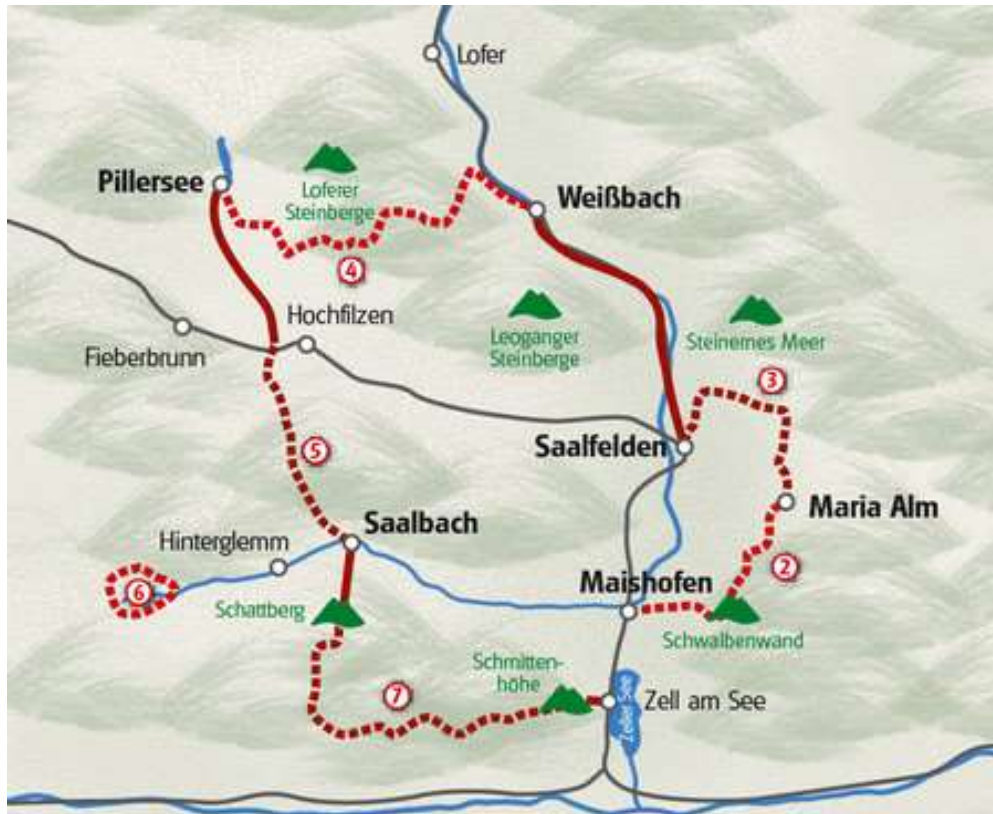 Lofer
Pillersee
Loferer
Steinberge
Weißbach
4
Hochfilzen
Fieberbrunn
Leoganger
Steinberge
Steinernes Meer
3
5
Saalfelden
Maria Alm
Saalbach
Hinterglemm
2
Maishofen
6
Schattberg
Schwalbenwand
Schmitten-
höhe
7
Zell am See
Zeller See